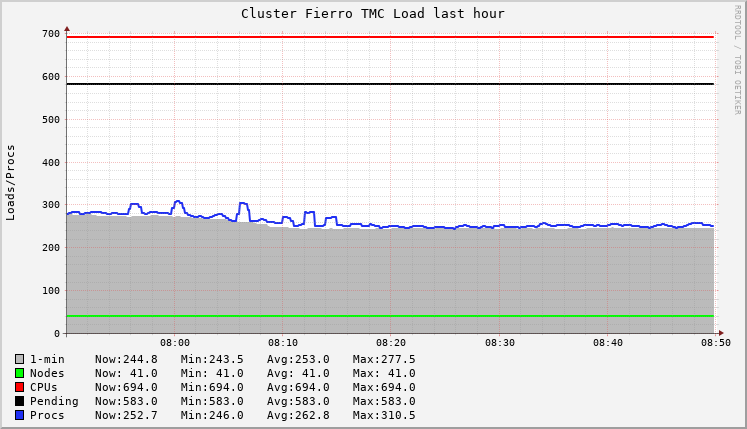 Cluster Fierro TMC Load last hour
RRDTOOL / TOBI OETIKER
Loads/Procs
700
600
500
400
300
200
100
0
08:00 08:10 08:20 08:30 08:40 08:50
1-min Now:244.8 Min:243.5 Avg:253.0 Max:277.5
Nodes Now: 41.0 Min: 41.0 Avg: 41.0 Max: 41.0
CPUs Now:694.0 Min:694.0 Avg:694.0 Max:694.0
Pending Now:583.0 Min:583.0 Avg:583.0 Max:583.0
Procs Now:252.7 Min:246.0 Avg:262.8 Max:310.5